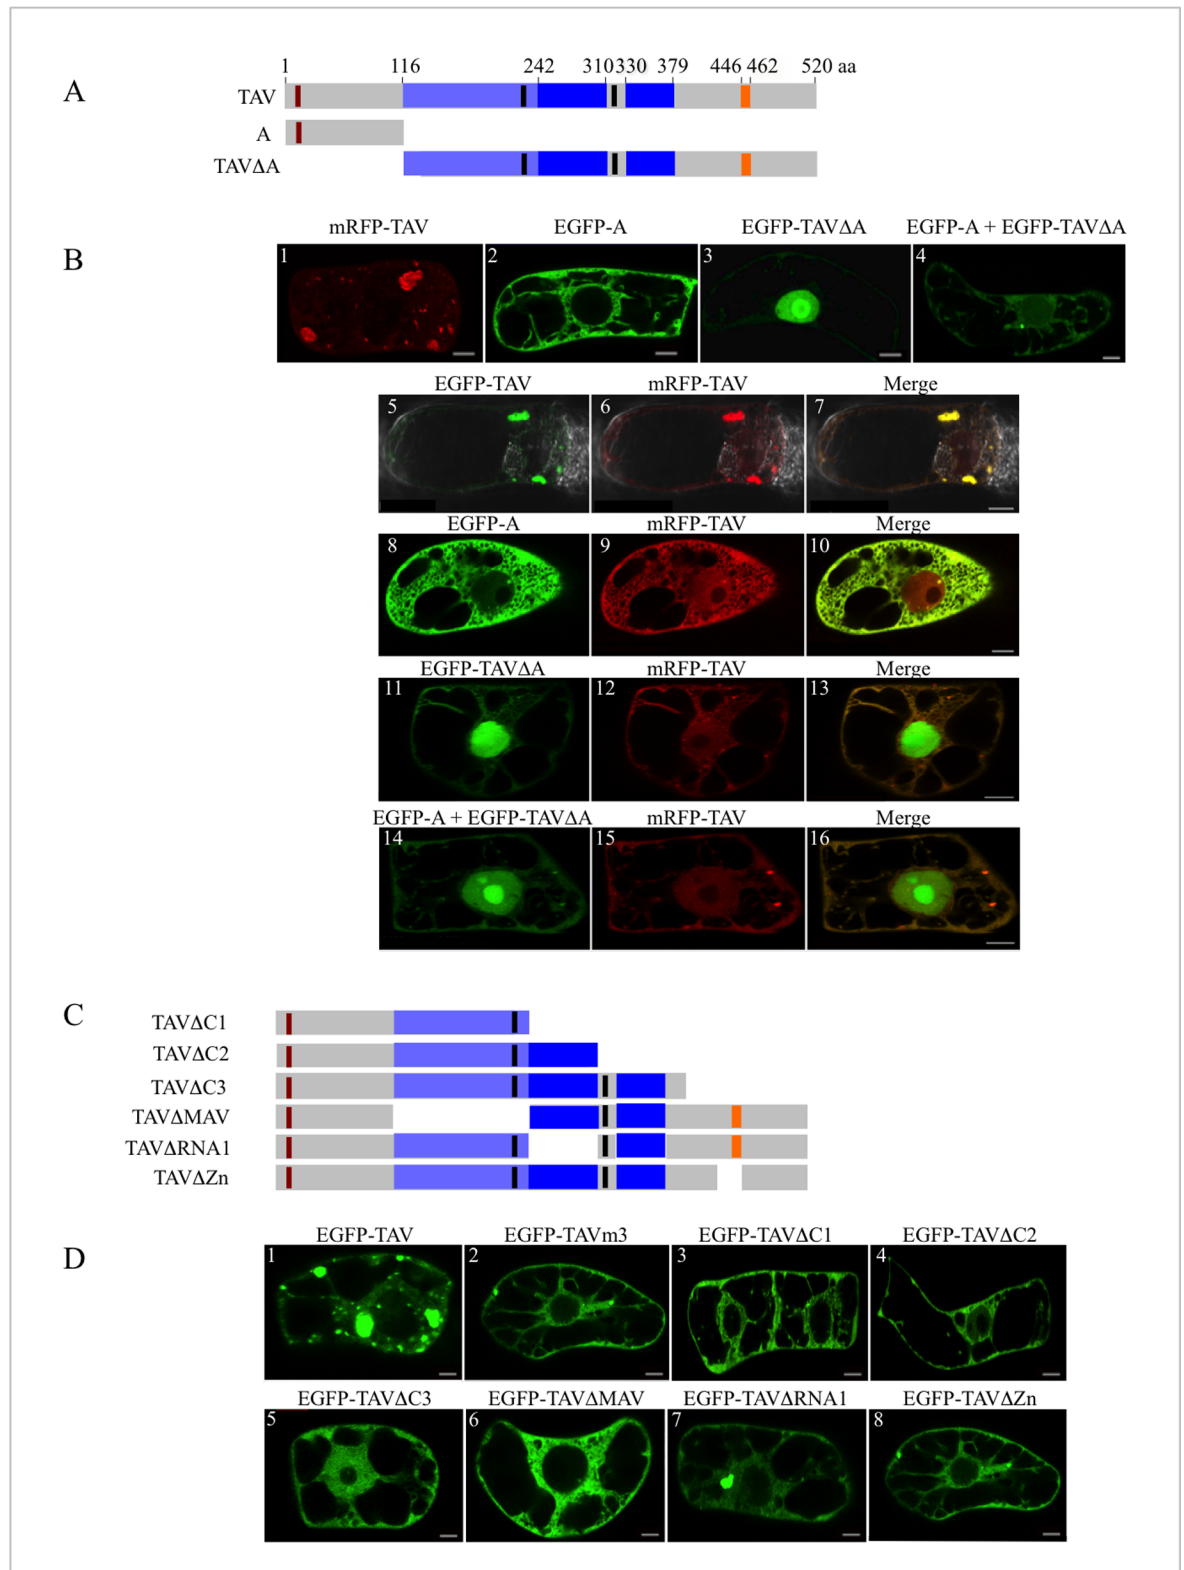 1 116 242 310 330 379 446 462 520 aa
A
TAV
A
TAVΔA
mRFP-TAV EGFP-A EGFP-TAVΔA EGFP-A + EGFP-TAVΔA
B
1 2 3 4
EGFP-TAV mRFP-TAV Merge
5 6 7
EGFP-A mRFP-TAV Merge
8 9 10
EGFP-TAVΔA mRFP-TAV Merge
11 12 13
EGFP-A + EGFP-TAVΔA mRFP-TAV Merge
14 15 16
C
TAVΔC1
TAVΔC2
TAVΔC3
TAVΔMAV
TAVΔRNA1
TAVΔZn
EGFP-TAV EGFP-TAVm3 EGFP-TAVΔC1 EGFP-TAVΔC2
D
1 2 3 4
EGFP-TAVΔC3 EGFP-TAVΔMAV EGFP-TAVΔRNA1 EGFP-TAVΔZn
5 6 7 8